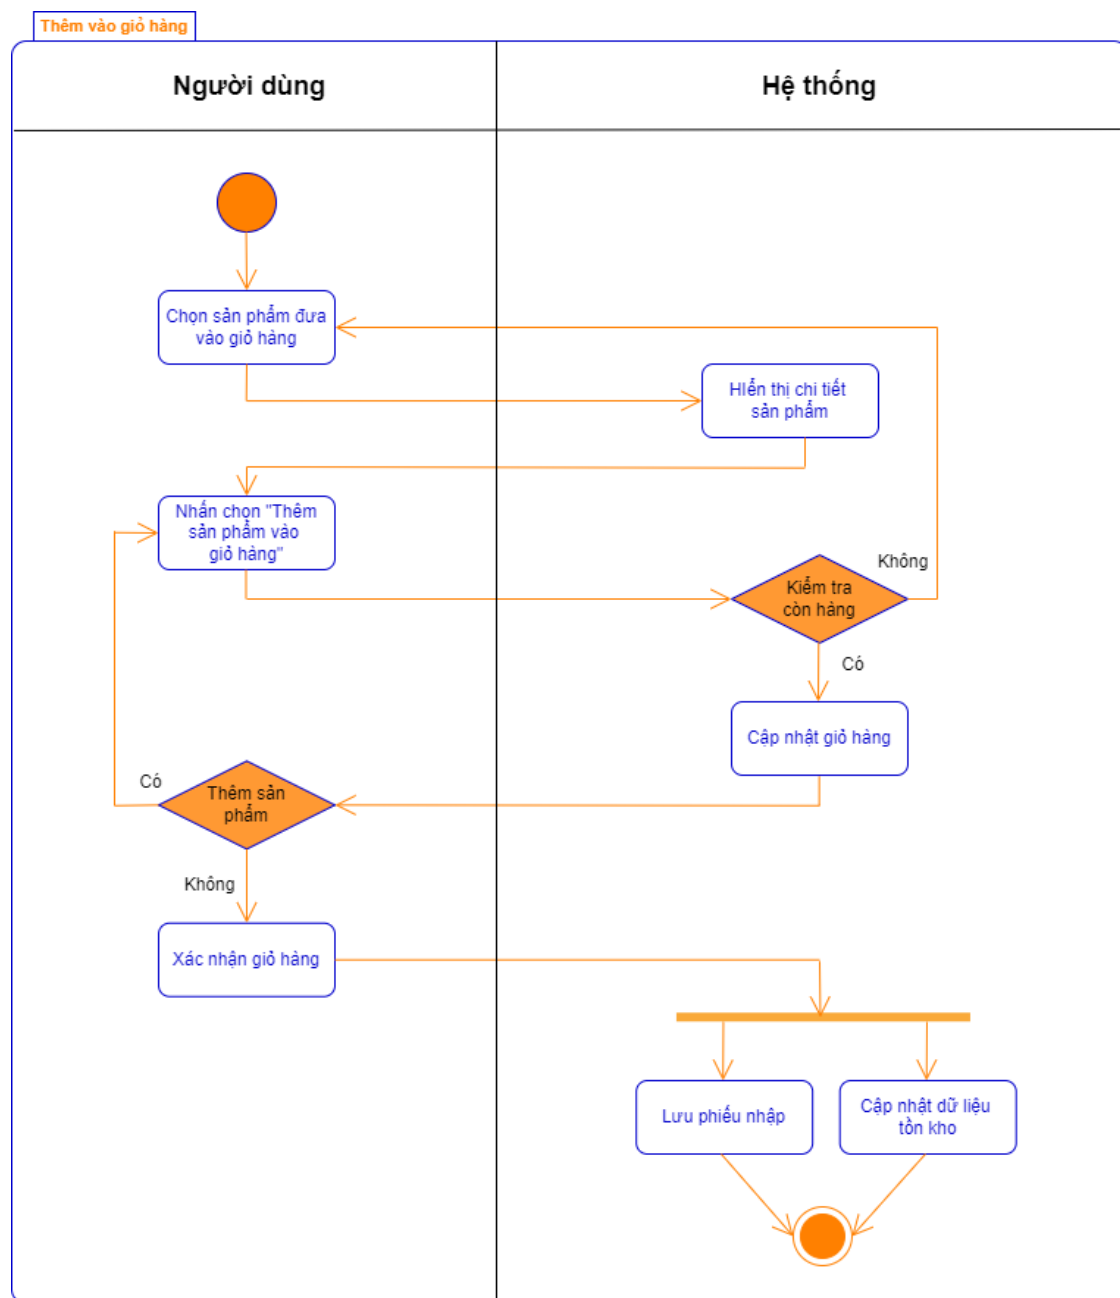 Thêm vào giỏ hàng
Người dùng
Hệ thống
Chọn sản phẩm đưa
vào giỏ hàng
HIển thị chi tiết
sản phẩm
Nhấn chọn "Thêm
sản phẩm vào
giỏ hàng"
Không
Kiểm tra
còn hàng
Có
Cập nhật giỏ hàng
Có
Thêm sản
phẩm
Không
Xác nhận giỏ hàng
Lưu phiếu nhập
Cập nhật dữ liệu
tồn kho